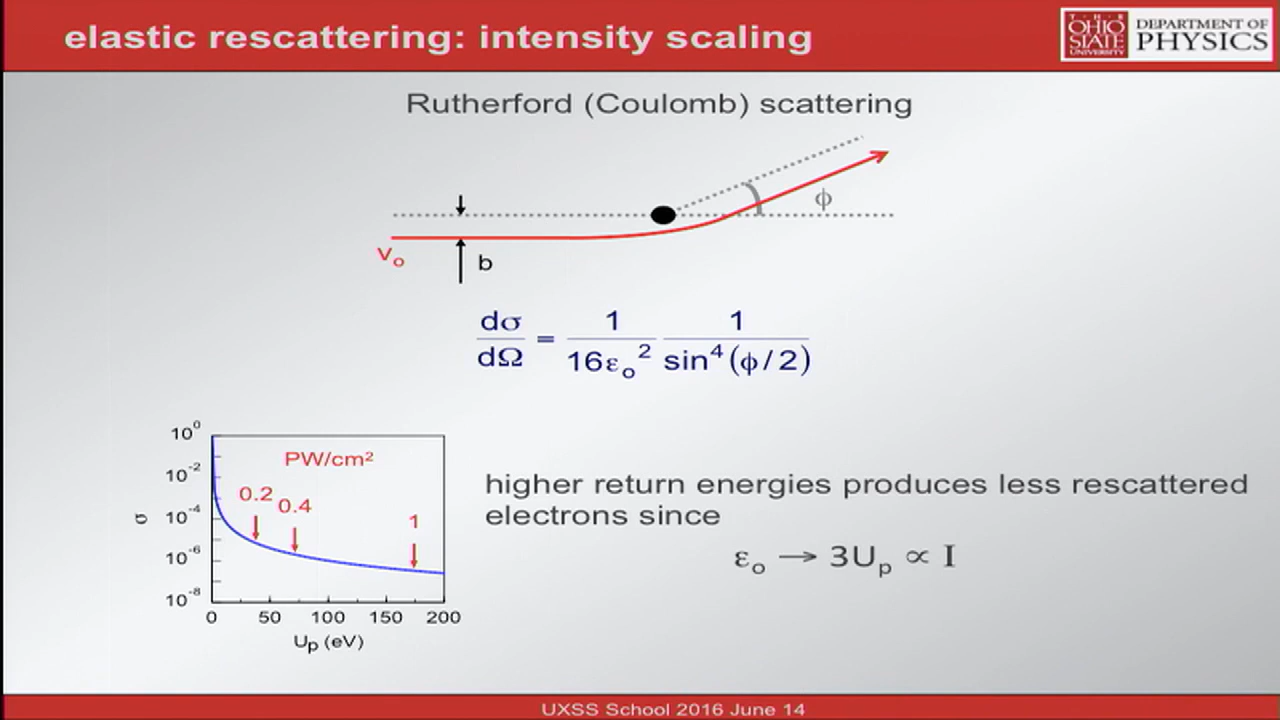 elastic rescattering: intensity scaling
THE
OHIO
STATE
UNIVERSITY
DEPARTMENT OF
PHYSICS
Rutherford (Coulomb) scattering
ϕ
v₀
b
dσ/dΩ = 1/16ε₀² 1/sin⁴(ϕ/2)
PW/cm²
0.2
0.4
1
σ
10⁰
10⁻²
10⁻⁴
10⁻⁶
10⁻⁸
0 50 100 150 200
Uₚ (eV)
higher return energies produces less rescattered
electrons since
ε₀ → 3Uₚ ∝ I
UXSS School 2016 June 14